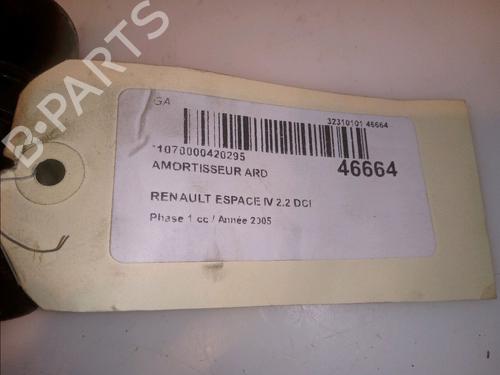 GA
32310101 46664
*1070000420295
AMORTISSEUR ARD
46664
RENAULT ESPACE IV 2.2 DCI
Phase 1 cc / Année 2005
B-PARTS